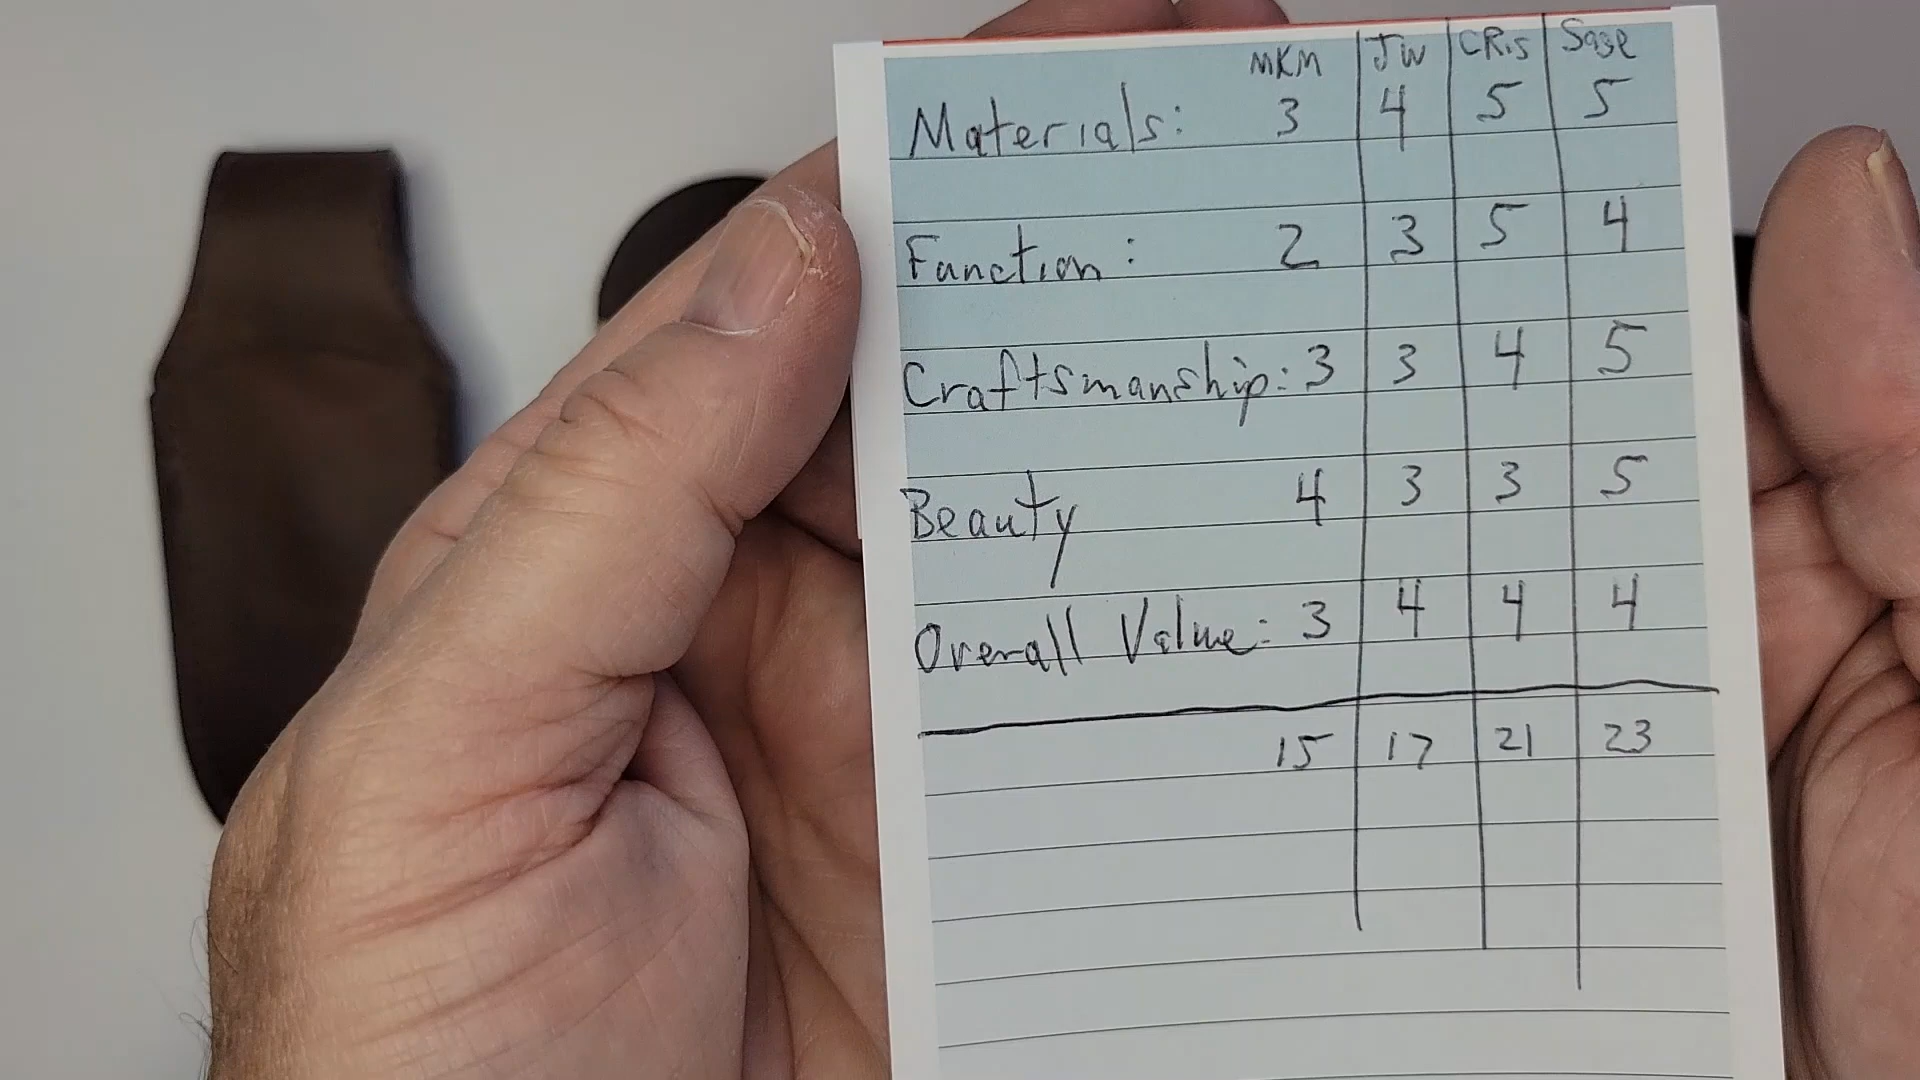 MKM JW CRis Sage
Materials: 3 4 5 5
Function: 2 3 5 4
Craftsmanship: 3 3 4 5
Beauty 4 3 3 5
Overall Value: 3 4 4 4
15 17 21 23